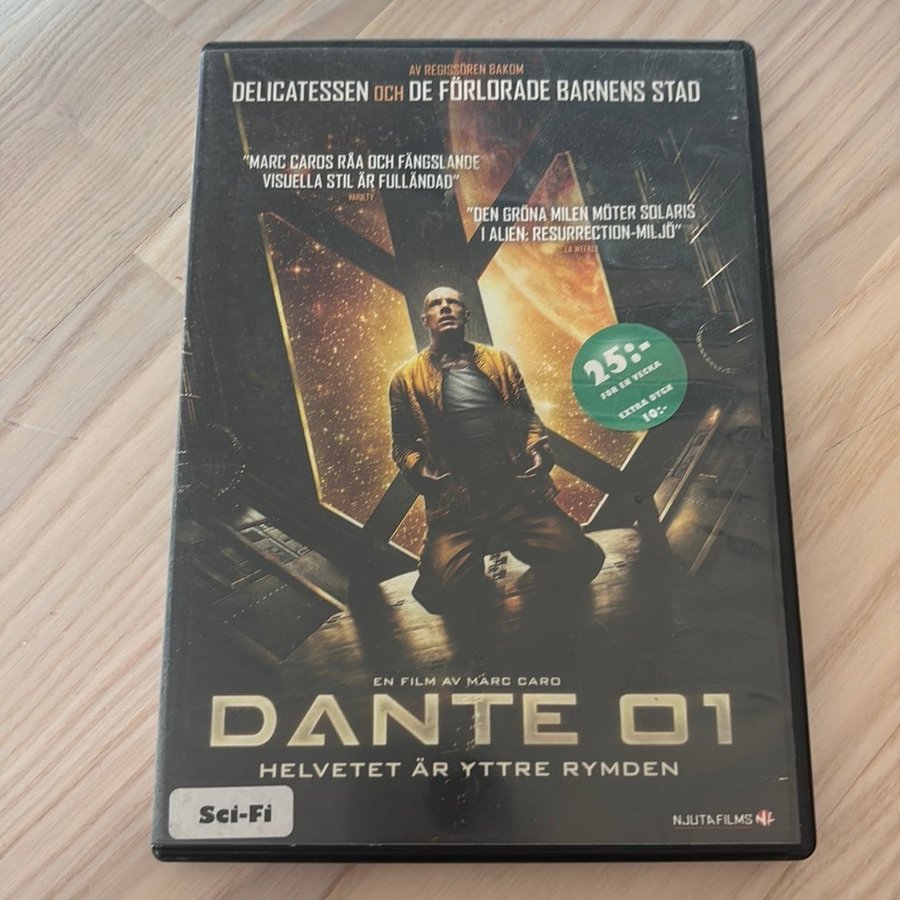 AV REGISSÖREN BAKOM
DELICATESSEN OCH DE FÖRLORADE BARNENS STAD
"MARC CAROS RÅA OCH FÄNGSLANDE
VISUELLA STIL ÄR FULLÄNDAD"
VARIETY
"DEN GRÖNA MILEN MÖTER SOLARIS
I ALIEN: RESURRECTION-MILJÖ"
LA WEEKLY
25:-
FÖR EN VECKA
EXTRA DYGN
10:-
EN FILM AV MARC CARO
DANTE 01
HELVETET ÄR YTTRE RYMDEN
Sci-Fi
NJUTAFILMS